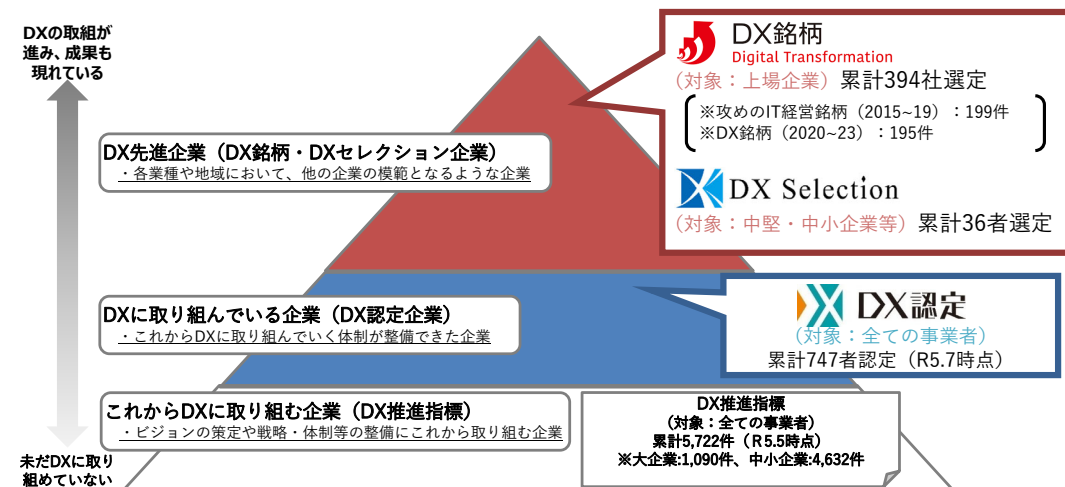 DXの取組が
進み、成果も
現れている
DX銘柄
Digital Transformation
(対象：上場企業）累計394社選定
※攻めのIT経営銘柄（2015~19）：199件
※DX銘柄（2020~23）：195件
DX Selection
(対象：中堅・中小企業等）累計36者選定
DX先進企業（DX銘柄・DXセレクション企業）
・各業種や地域において、他の企業の模範となるような企業
DXに取り組んでいる企業（DX認定企業）
・これからDXに取り組んでいく体制が整備できた企業
DX認定
（対象：全ての事業者）
累計747者認定（R5.7時点）
これからDXに取り組む企業（DX推進指標）
・ビジョンの策定や戦略・体制等の整備にこれから取り組む企業
DX推進指標
（対象：全ての事業者）
累計5,722件（R5.5時点）
※大企業:1,090件、中小企業:4,632件
未だDXに取り
組めていない